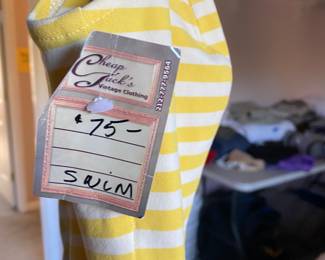 Cheap
Jack's
Vintage Clothing
212-777-9564
$75-
SWIM